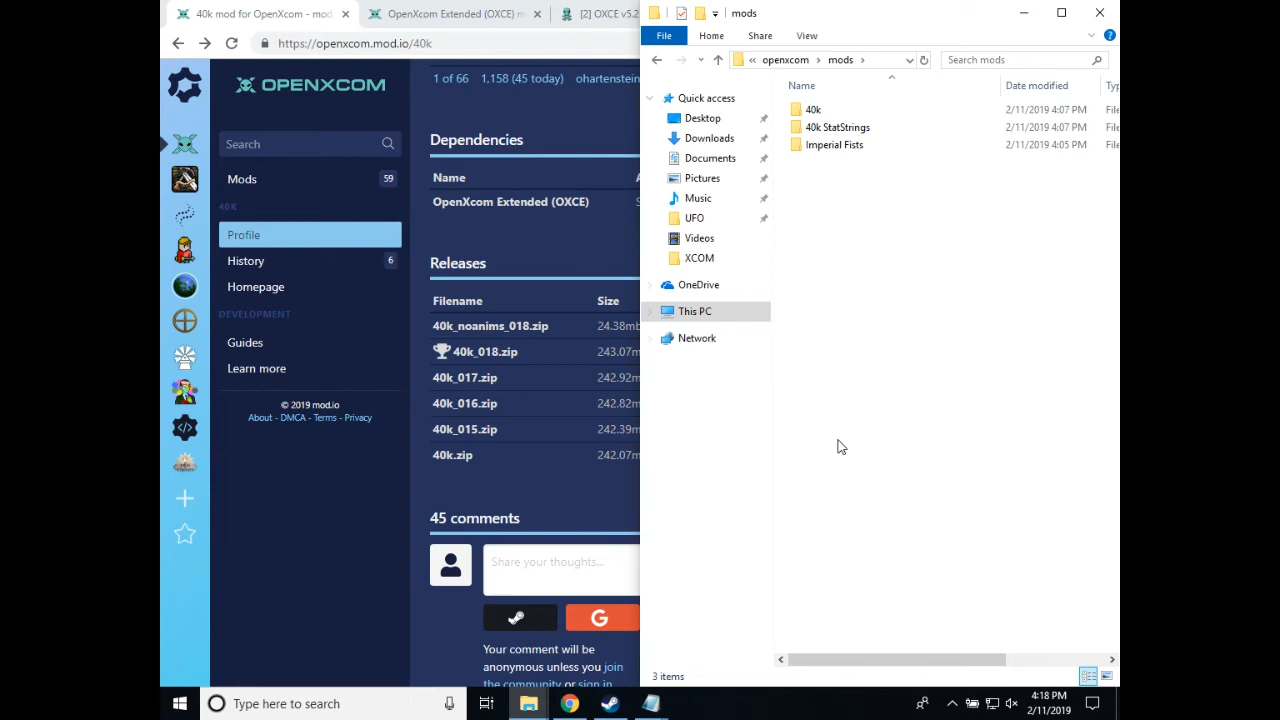 40k mod for OpenXcom - mod
OpenXcom Extended (OXCE) m
[2] OXCE v5.2
https://openxcom.mod.io/40k
OPENXCOM
Search
Mods 59
40K
Profile
History 6
Homepage
DEVELOPMENT
Guides
Learn more
© 2019 mod.io
About - DMCA - Terms - Privacy
1 of 66 1,158 (45 today) ohartenstein
Dependencies
Name
OpenXcom Extended (OXCE)
Releases
Filename Size
40k_noanims_018.zip 24.38mb
40k_018.zip 243.07m
40k_017.zip 242.92m
40k_016.zip 242.82m
40k_015.zip 242.39m
40k.zip 242.07m
45 comments
Share your thoughts...
G
Your comment will be
anonymous unless you join
the community or sign in
mods
File Home Share View
« openxcom > mods >
Search mods
Quick access
Desktop
Downloads
Documents
Pictures
Music
UFO
Videos
XCOM
OneDrive
This PC
Network
Name Date modified Typ
40k 2/11/2019 4:07 PM File
40k StatStrings 2/11/2019 4:07 PM File
Imperial Fists 2/11/2019 4:05 PM File
3 items
Type here to search
4:18 PM
2/11/2019